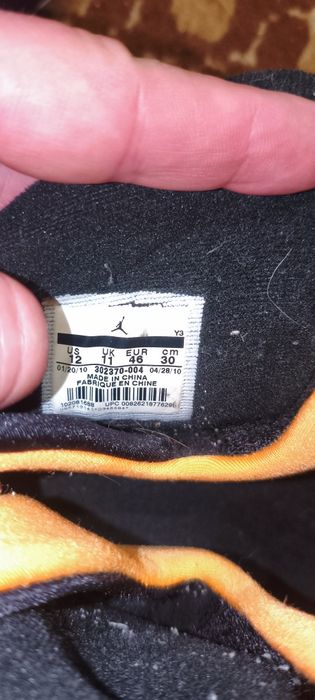 Y3
US UK EUR cm
12 11 46 30
01/20/10 302370-004 04/28/10
MADE IN CHINA
FABRIQUE EN CHINE